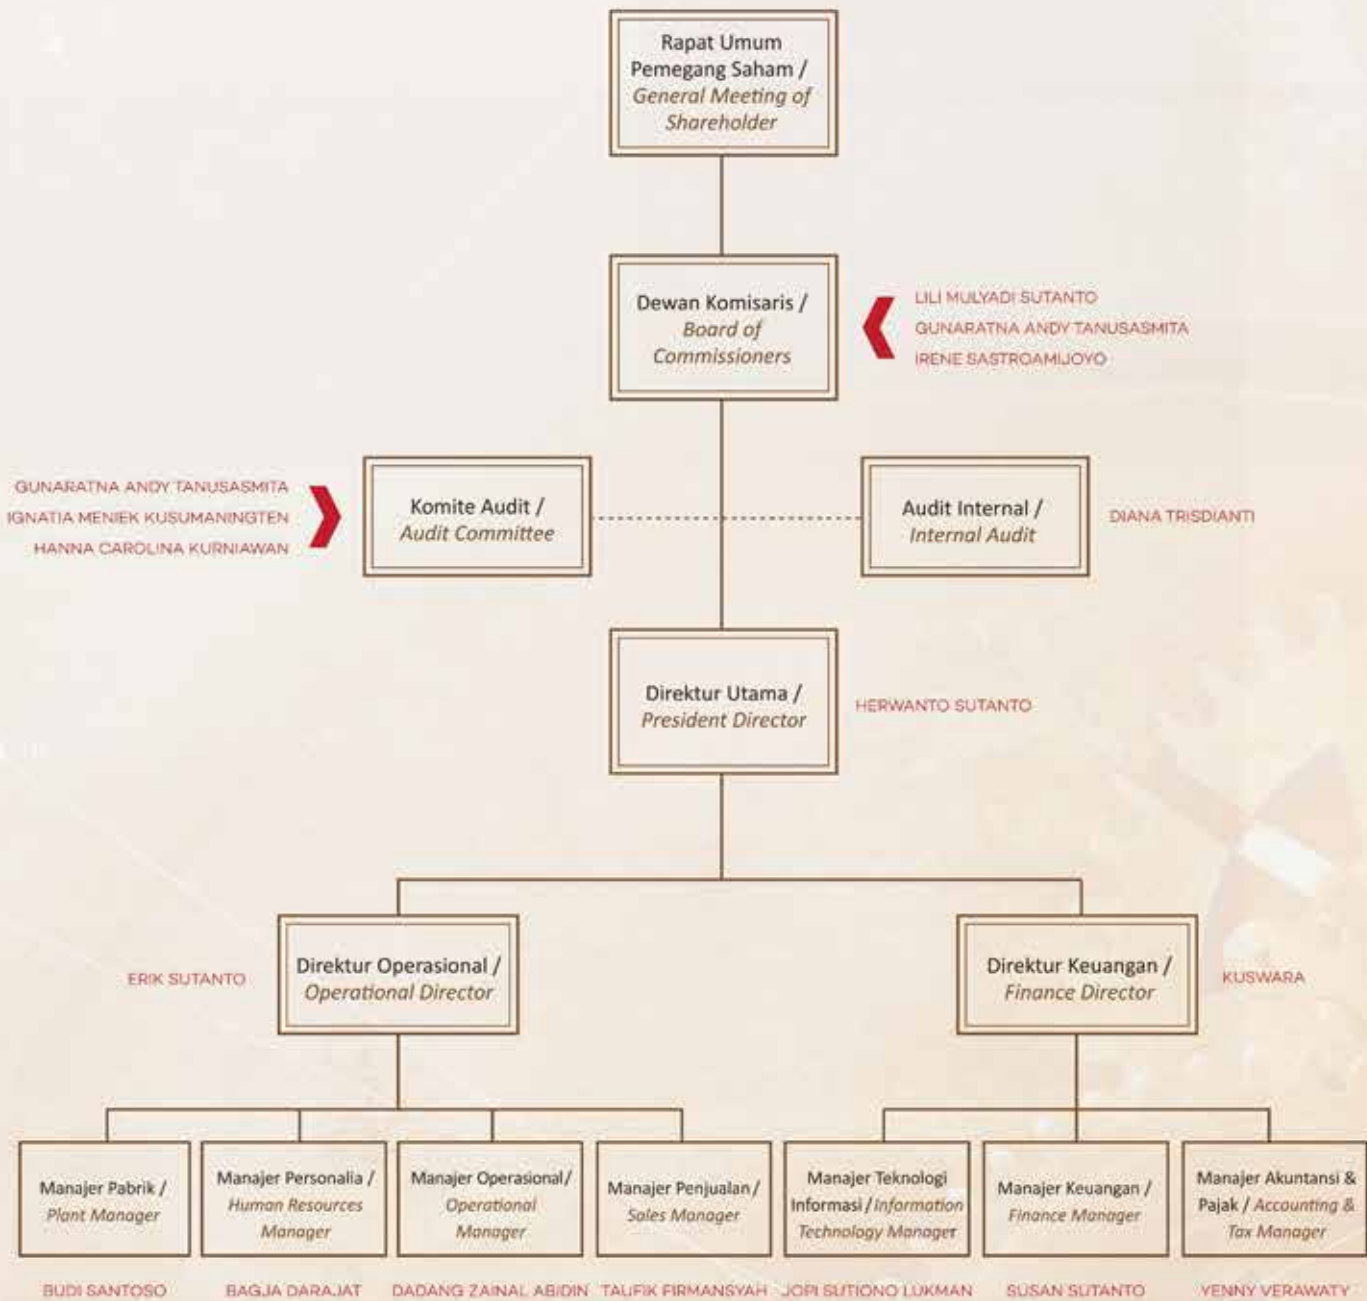 Rapat Umum
Pemegang Saham /
General Meeting of
Shareholder
Dewan Komisaris /
Board of
Commissioners
LILI MULYADI SUTANTO
GUNARATNA ANDY TANUSASMITA
IRENE SASTROAMIJOYO
GUNARATNA ANDY TANUSASMITA
IGNATIA MENIEK KUSUMANINGTEN
HANNA CAROLINA KURNIAWAN
Komite Audit /
Audit Committee
Audit Internal /
Internal Audit
DIANA TRISDIANTI
Direktur Utama /
President Director
HERWANTO SUTANTO
ERIK SUTANTO
Direktur Operasional /
Operational Director
Direktur Keuangan /
Finance Director
KUSWARA
Manajer Pabrik /
Plant Manager
Manajer Personalia /
Human Resources
Manager
Manajer Operasional/
Operational
Manager
Manajer Penjualan /
Sales Manager
Manajer Teknologi
Informasi / Information
Technology Manager
Manajer Keuangan /
Finance Manager
Manajer Akuntansi &
Pajak / Accounting &
Tax Manager
BUDI SANTOSO
BAGJA DARAJAT
DADANG ZAINAL ABIDIN
TAUFIK FIRMANSYAH
JOPI SUTIONO LUKMAN
SUSAN SUTANTO
YENNY VERAWATY